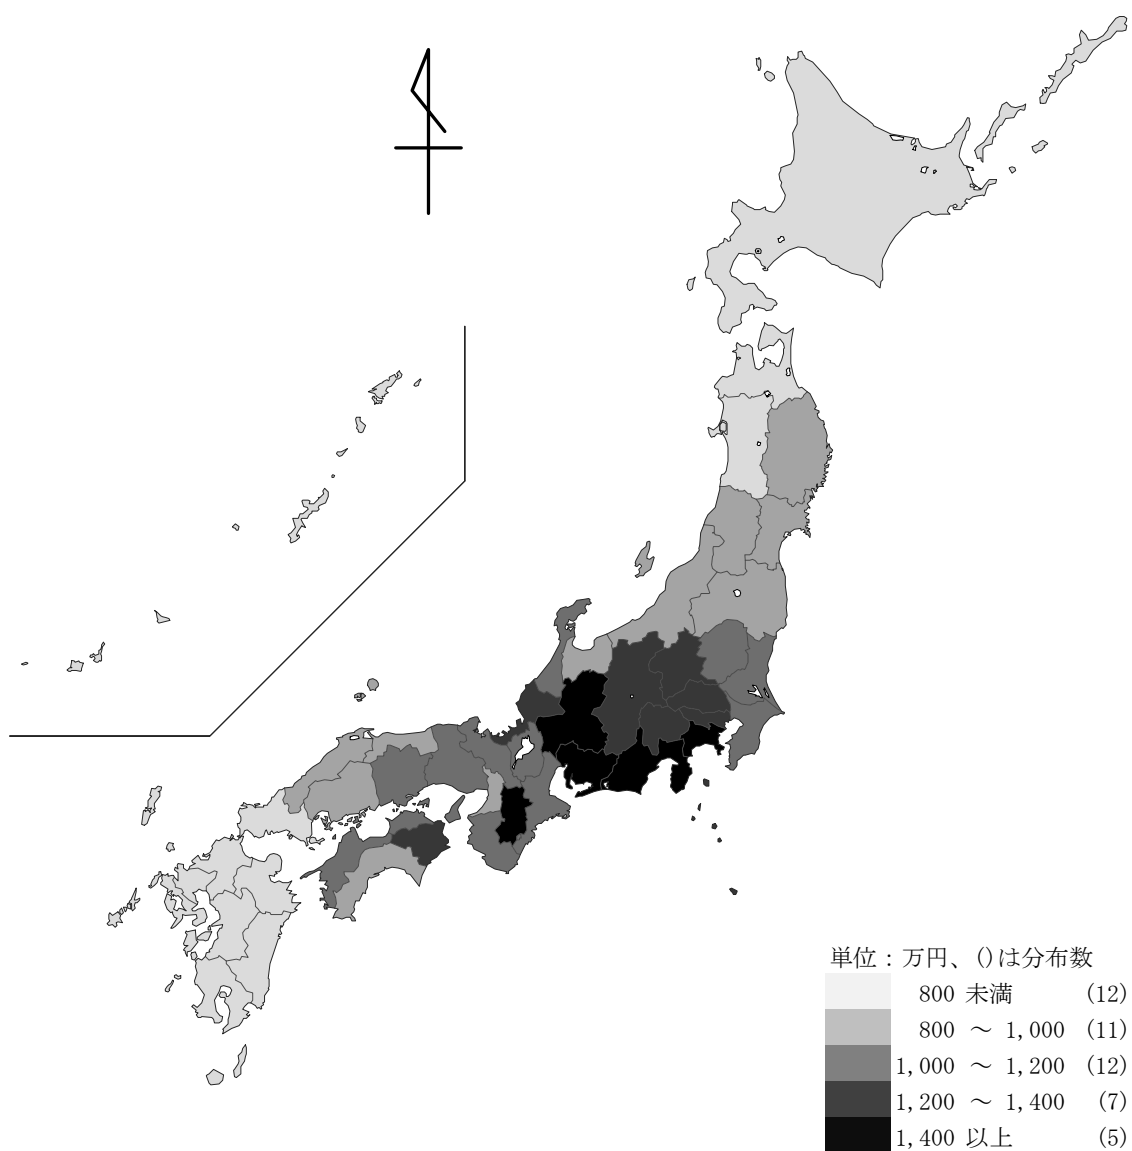 単位：万円、()は分布数
800 未満 (12)
800 ～ 1,000 (11)
1,000 ～ 1,200 (12)
1,200 ～ 1,400 (7)
1,400 以上 (5)